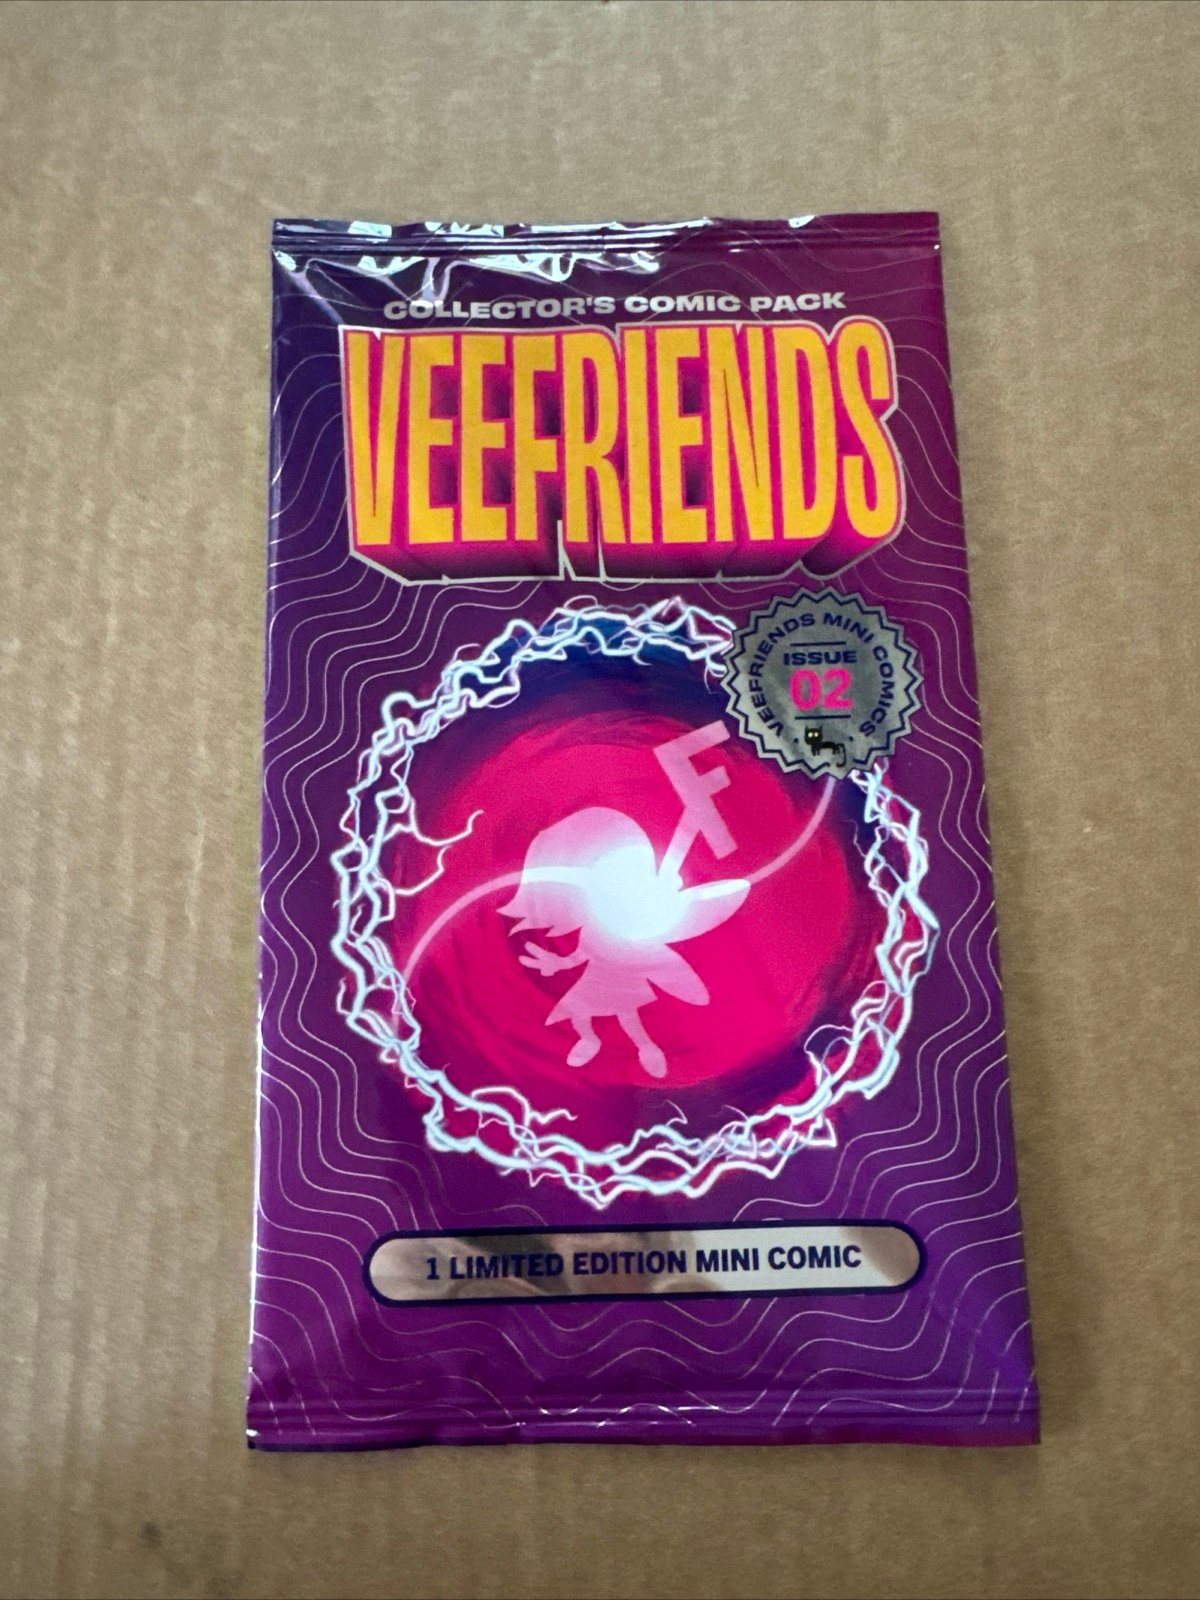 COLLECTOR'S COMIC PACK
VEEFRIENDS
VEEFRIENDS MINI COMICS
ISSUE
02
F
1 LIMITED EDITION MINI COMIC